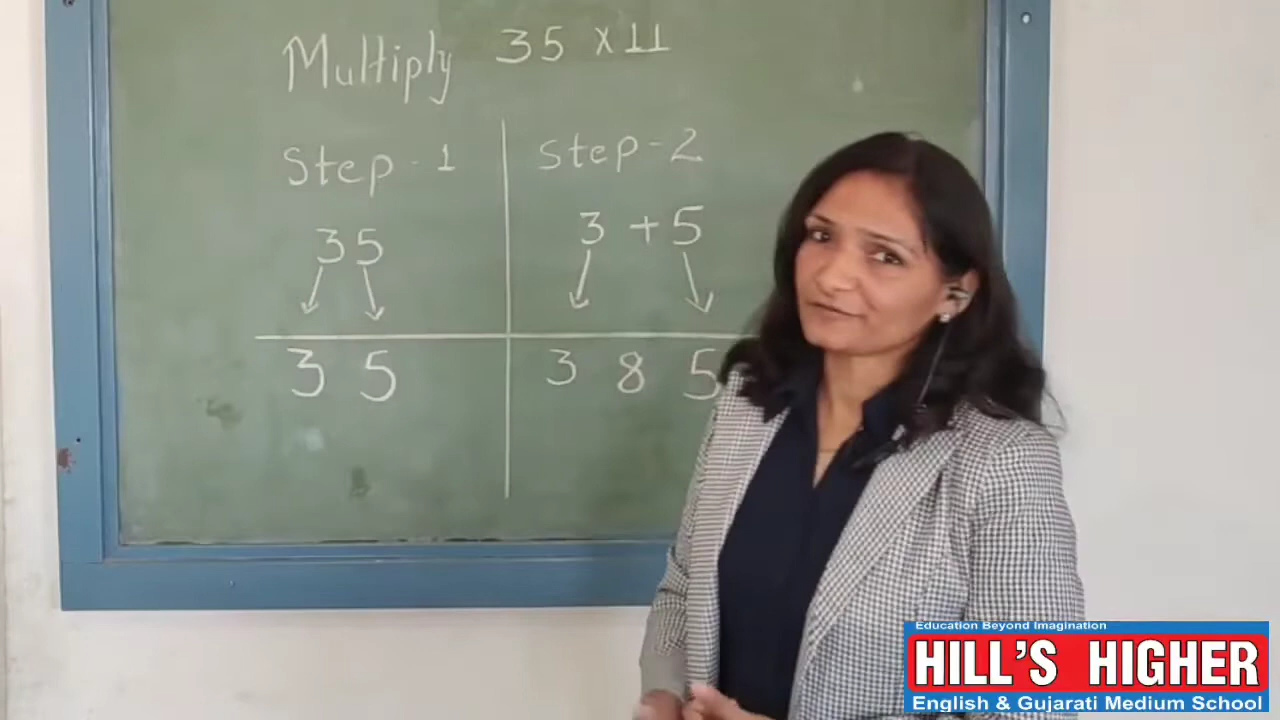 Multiply 35 x 11
Step-1
Step-2
35
3 + 5
3 5
3 8 5
Education Beyond Imagination
HILL'S HIGHER
English & Gujarati Medium School